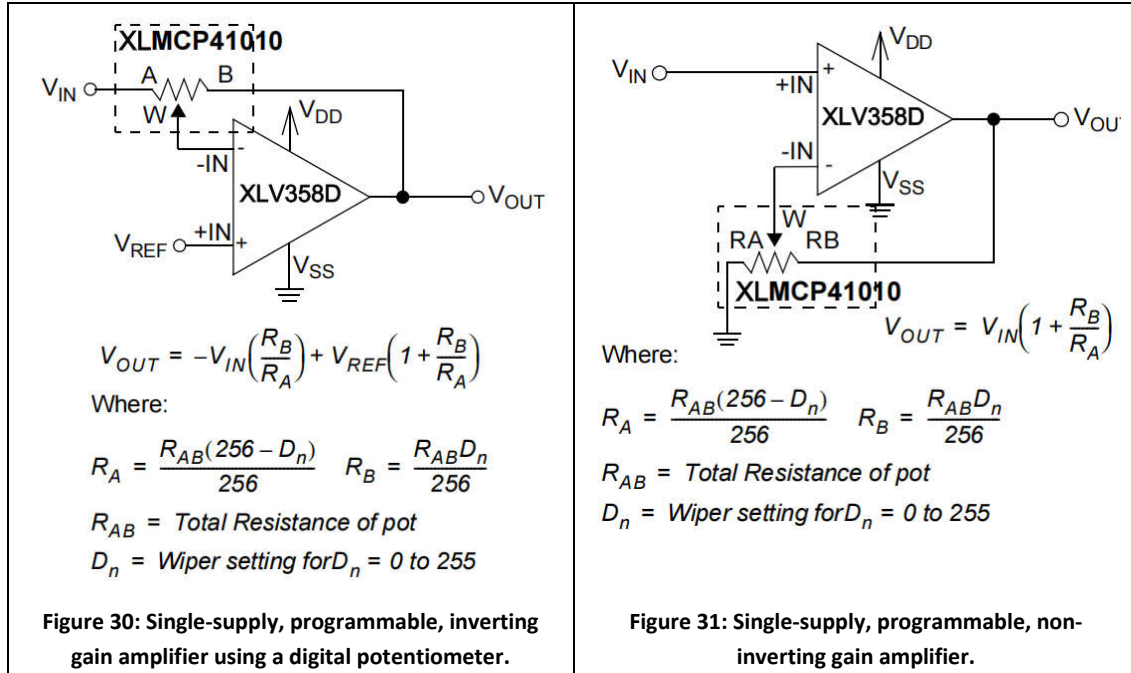 XLMCP41010
A B
VIN
W
VDD
-
-IN
XLV358D
VOUT
+IN
VREF
+
VSS
VOUT = -VIN(RB/RA) + VREF(1 + RB/RA)
Where:
RA = RAB(256 – Dn)/256 RB = RABDn/256
RAB = Total Resistance of pot
Dn = Wiper setting forDn = 0 to 255
Figure 30: Single-supply, programmable, inverting
gain amplifier using a digital potentiometer.
VDD
VIN
+
+IN
XLV358D
VOU
-IN
-
VSS
W
RA RB
XLMCP41010
VOUT = VIN(1 + RB/RA)
Where:
RA = RAB(256 – Dn)/256 RB = RABDn/256
RAB = Total Resistance of pot
Dn = Wiper setting forDn = 0 to 255
Figure 31: Single-supply, programmable, non-
inverting gain amplifier.